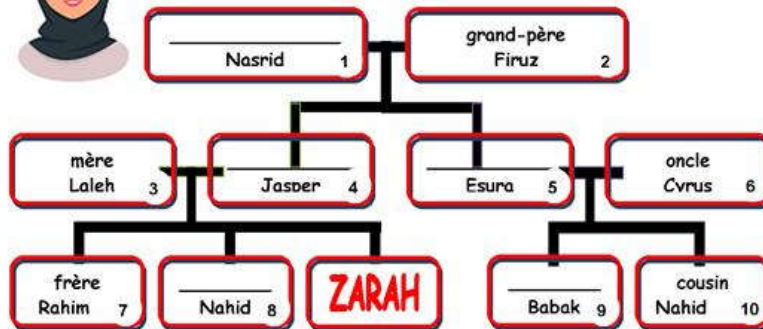 grand-père
Nasrid 1
Firuz 2
mère
Laleh 3
Jasper 4
Esura 5
oncle
Cyrus 6
frère
Rahim 7
Nahid 8
ZARAH
Babak 9
cousin
Nahid 10